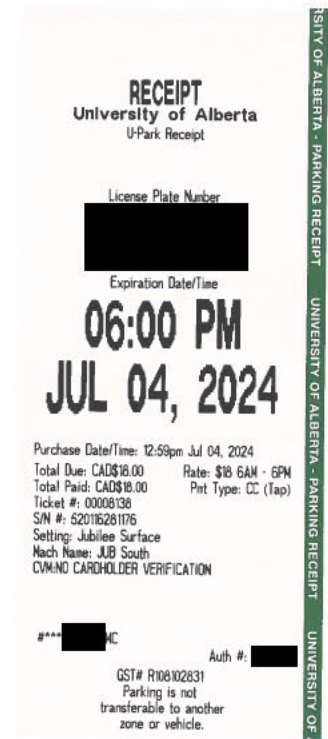 RECEIPT
University of Alberta
U-Park Receipt
License Plate Number
Expiration Date/Time
06:00 PM
JUL 04, 2024
Purchase Date/Time: 12:59pm Jul 04, 2024
Total Due: CAD$18.00 Rate: $18 6AM - 6PM
Total Paid: CAD$18.00 Pmt Type: CC (Tap)
Ticket #: 00008138
S/N #: 520116281176
Setting: Jubilee Surface
Mach Name: JUB South
CVM:NO CARDHOLDER VERIFICATION
#*** MC
Auth #:
GST# R108102831
Parking is not
transferable to another
zone or vehicle.
RSITY OF ALBERTA - PARKING RECEIPT
UNIVERSITY OF ALBERTA - PARKING RECEIPT
UNIVERSITY OF